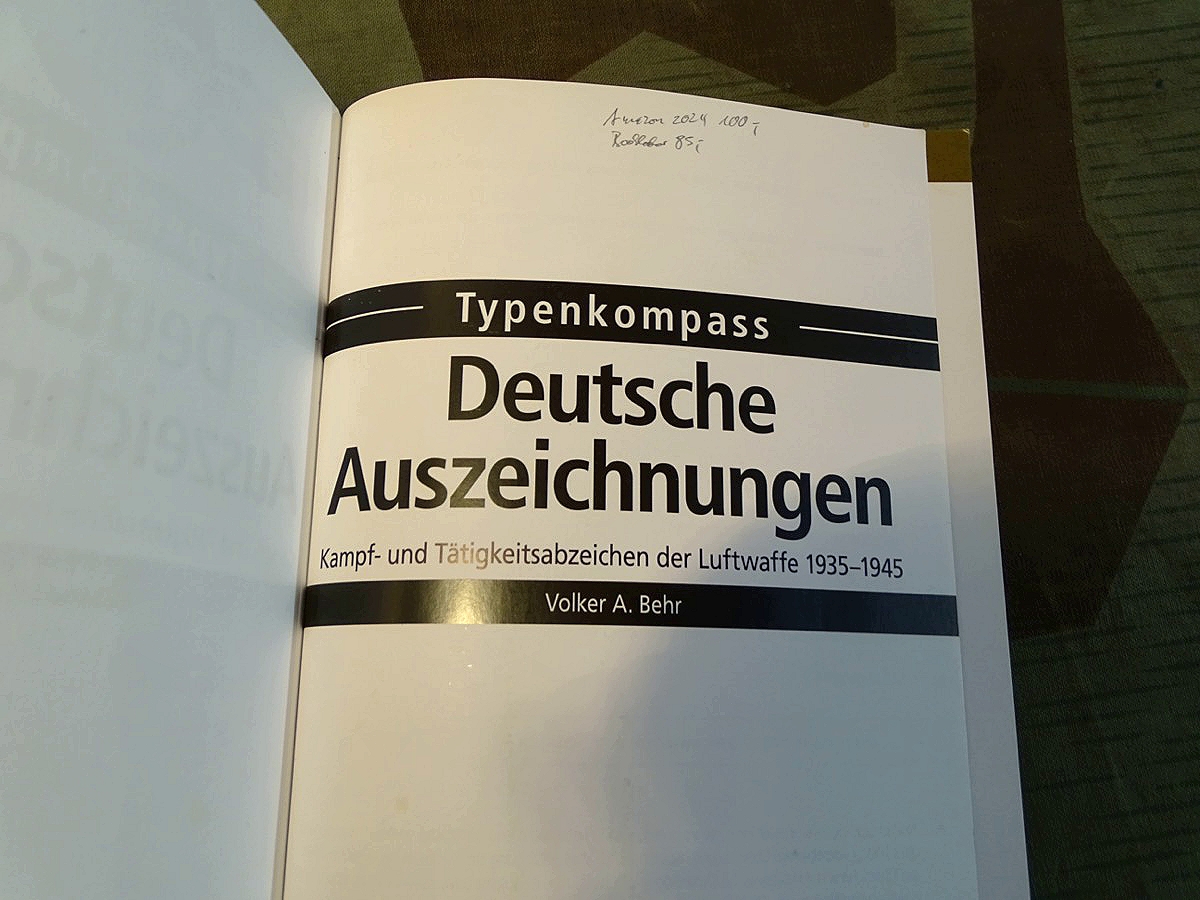 Amazon 2024 100,-
85,-
Typenkompass
Deutsche
Auszeichnungen
Kampf- und Tätigkeitsabzeichen der Luftwaffe 1935–1945
Volker A. Behr